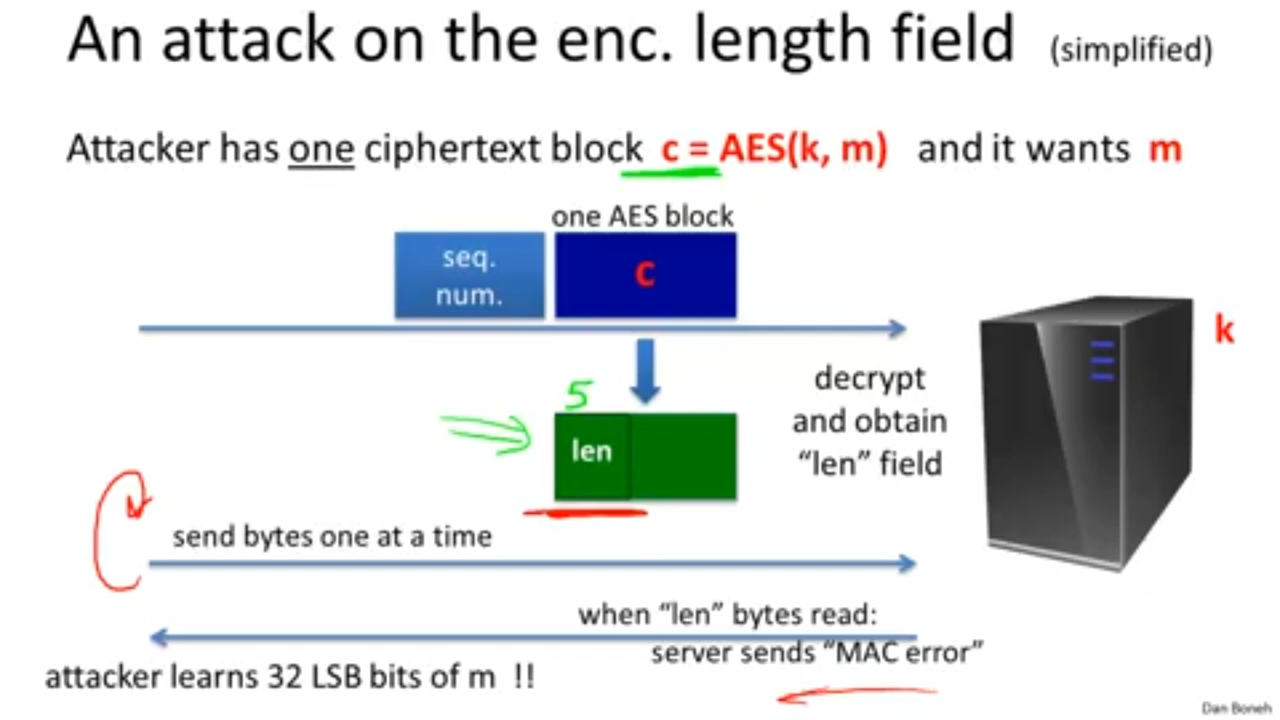 An attack on the enc. length field (simplified)
Attacker has one ciphertext block c = AES(k, m) and it wants m
one AES block
seq.
num.
c
k
decrypt
and obtain
“len” field
5
len
send bytes one at a time
when “len” bytes read:
server sends “MAC error”
attacker learns 32 LSB bits of m !!
Dan Boneh